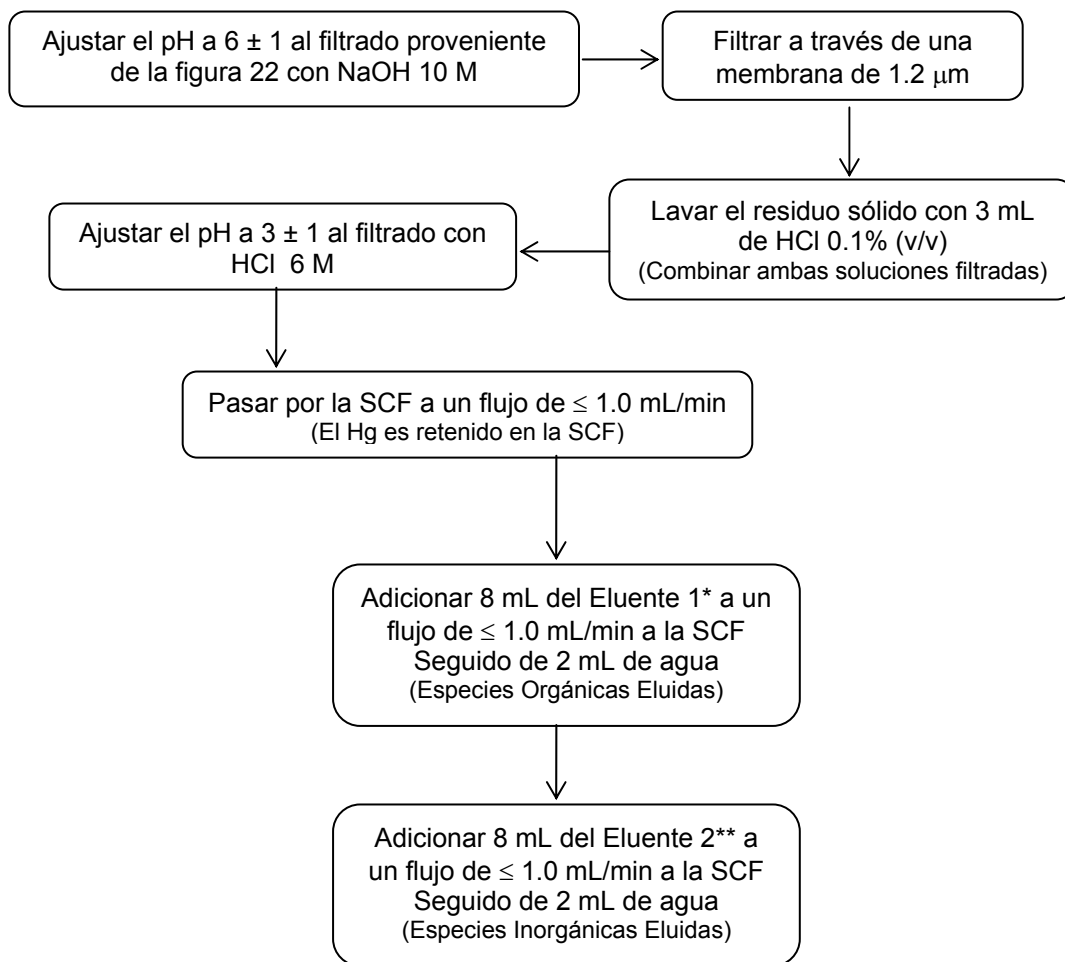 Ajustar el pH a 6 ± 1 al filtrado proveniente
de la figura 22 con NaOH 10 M
Filtrar a través de una
membrana de 1.2 μm
Lavar el residuo sólido con 3 mL
de HCl 0.1% (v/v)
(Combinar ambas soluciones filtradas)
Ajustar el pH a 3 ± 1 al filtrado con
HCl 6 M
Pasar por la SCF a un flujo de ≤ 1.0 mL/min
(El Hg es retenido en la SCF)
Adicionar 8 mL del Eluente 1* a un
flujo de ≤ 1.0 mL/min a la SCF
Seguido de 2 mL de agua
(Especies Orgánicas Eluidas)
Adicionar 8 mL del Eluente 2** a
un flujo de ≤ 1.0 mL/min a la SCF
Seguido de 2 mL de agua
(Especies Inorgánicas Eluidas)